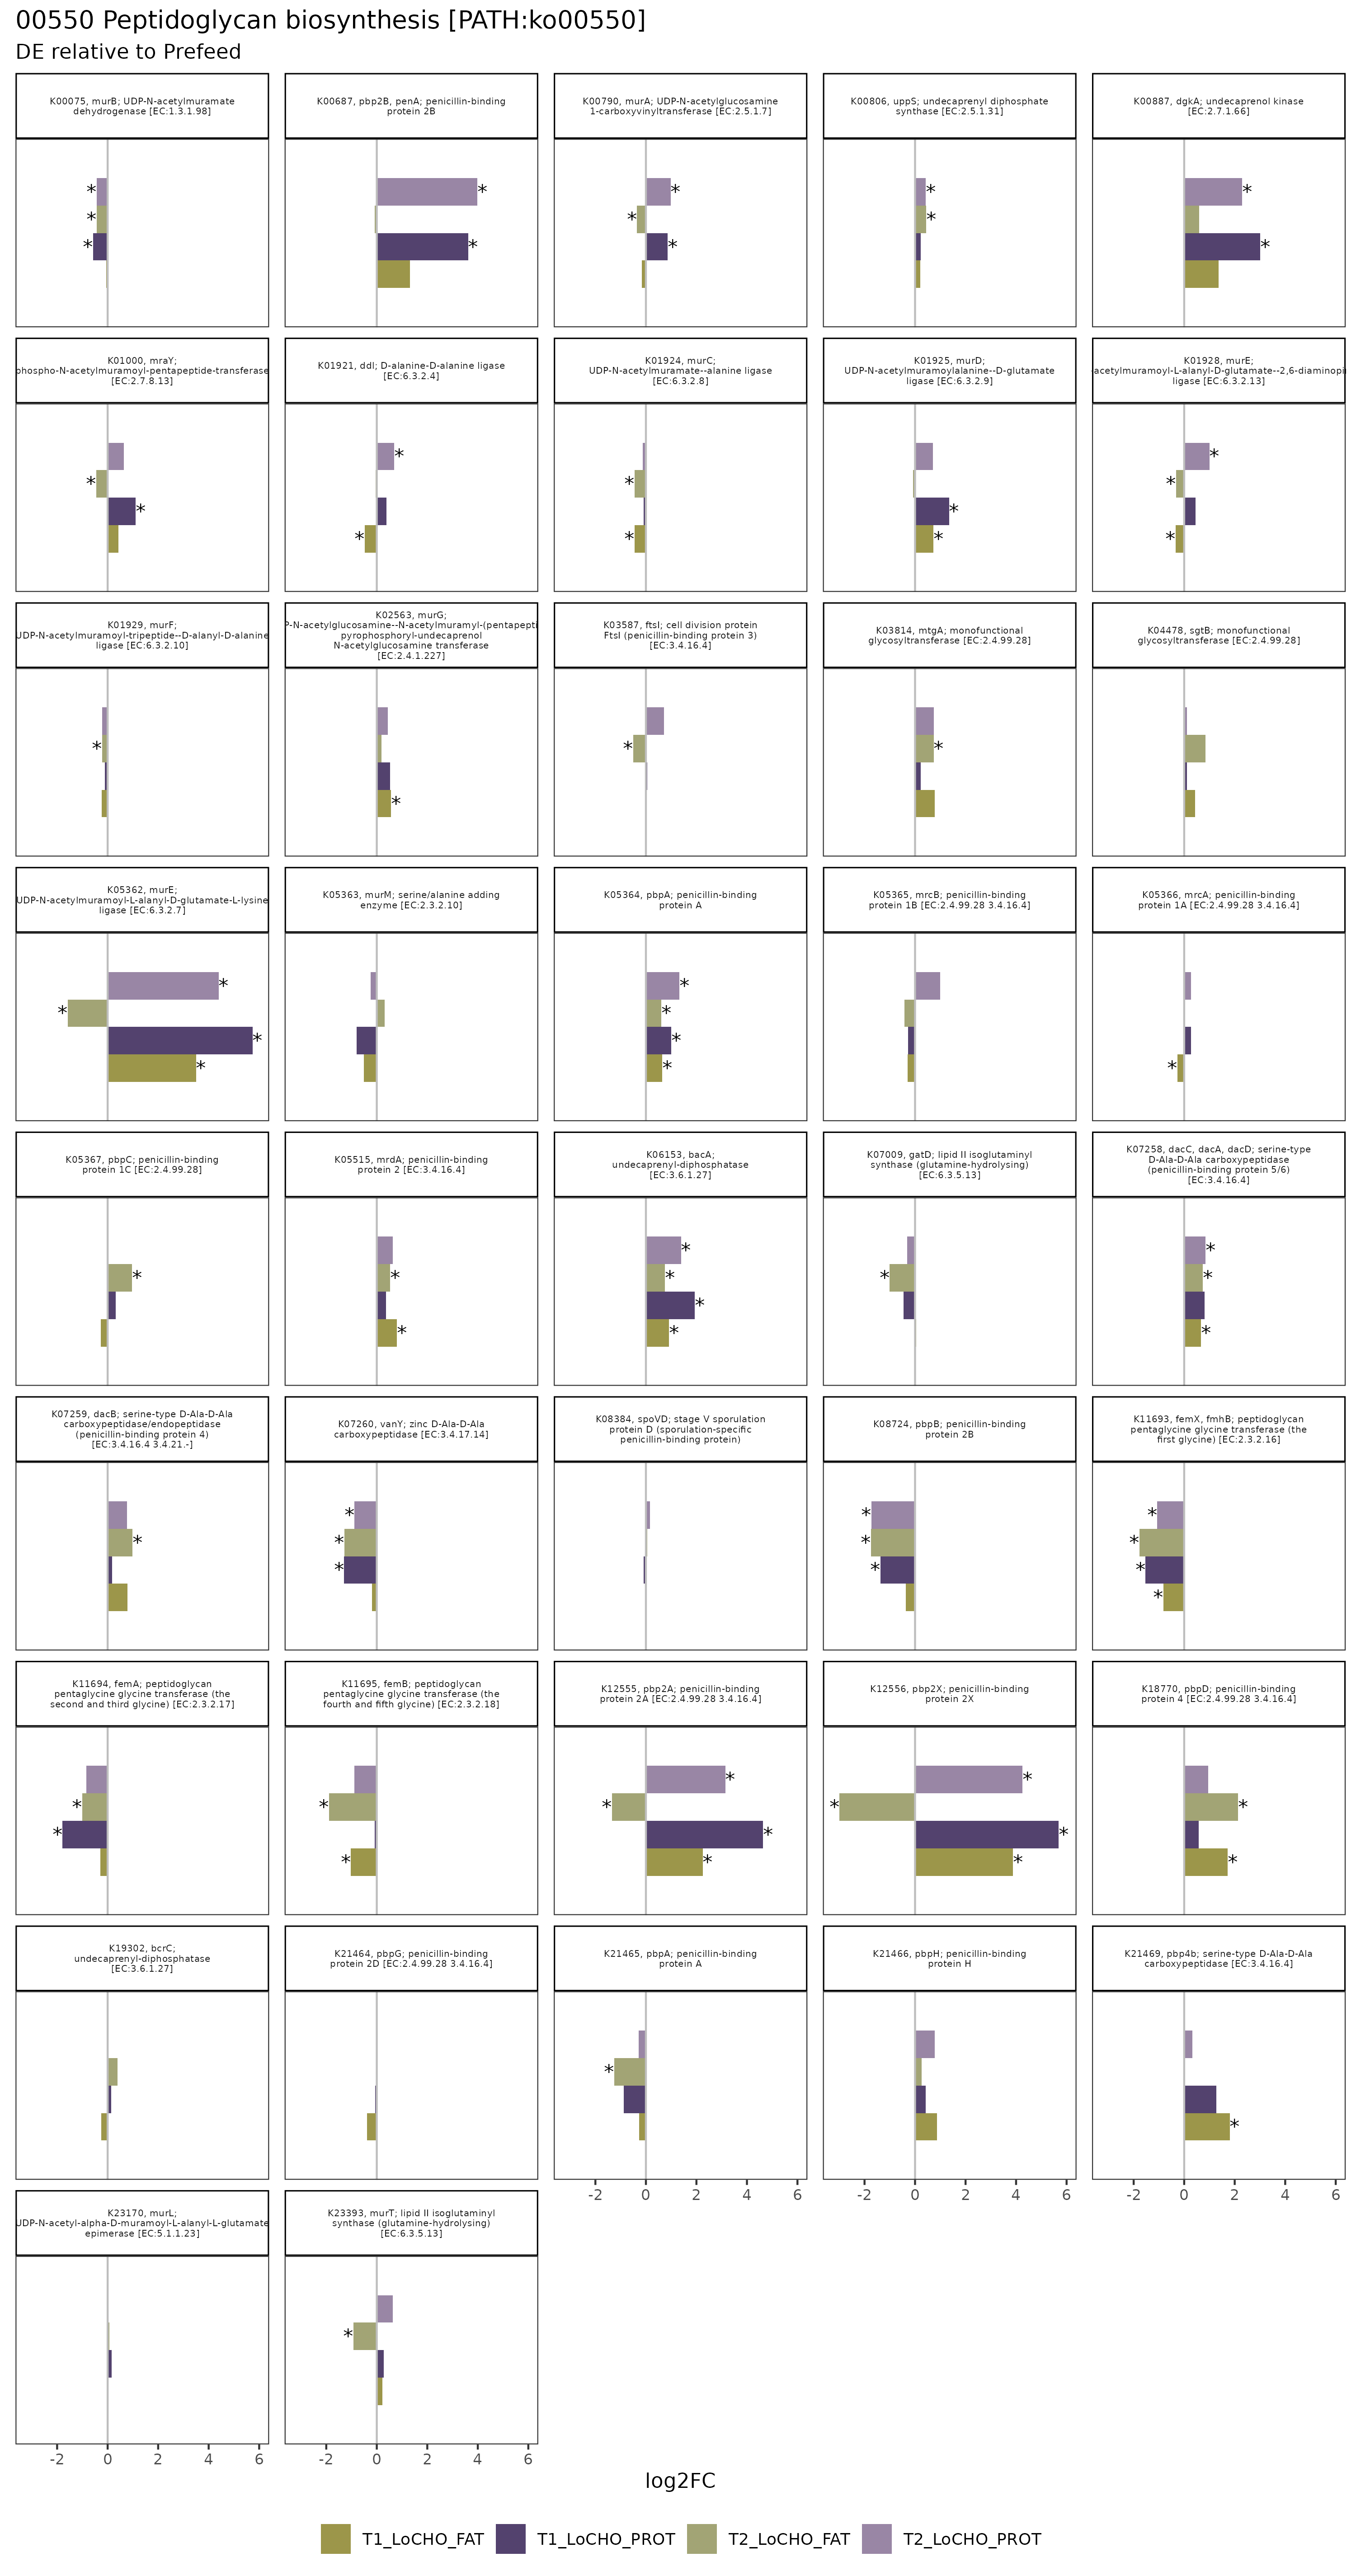 00550 Peptidoglycan biosynthesis [PATH:ko00550]
DE relative to Prefeed
K00075, murB; UDP-N-acetylmuramate
dehydrogenase [EC:1.3.1.98]
K00687, pbp2B, penA; penicillin-binding
protein 2B
K00790, murA; UDP-N-acetylglucosamine
1-carboxyvinyltransferase [EC:2.5.1.7]
K00806, uppS; undecaprenyl diphosphate
synthase [EC:2.5.1.31]
K00887, dgkA; undecaprenol kinase
[EC:2.7.1.66]
K01000, mraY;
phospho-N-acetylmuramoyl-pentapeptide-transferase
[EC:2.7.8.13]
K01921, ddl; D-alanine-D-alanine ligase
[EC:6.3.2.4]
K01924, murC;
UDP-N-acetylmuramate--alanine ligase
[EC:6.3.2.8]
K01925, murD;
UDP-N-acetylmuramoylalanine--D-glutamate
ligase [EC:6.3.2.9]
K01928, murE;
-acetylmuramoyl-L-alanyl-D-glutamate--2,6-diaminopi
ligase [EC:6.3.2.13]
K01929, murF;
UDP-N-acetylmuramoyl-tripeptide--D-alanyl-D-alanine
ligase [EC:6.3.2.10]
K02563, murG;
P-N-acetylglucosamine--N-acetylmuramyl-(pentapepti
pyrophosphoryl-undecaprenol
N-acetylglucosamine transferase
[EC:2.4.1.227]
K03587, ftsI; cell division protein
FtsI (penicillin-binding protein 3)
[EC:3.4.16.4]
K03814, mtgA; monofunctional
glycosyltransferase [EC:2.4.99.28]
K04478, sgtB; monofunctional
glycosyltransferase [EC:2.4.99.28]
K05362, murE;
UDP-N-acetylmuramoyl-L-alanyl-D-glutamate-L-lysine
ligase [EC:6.3.2.7]
K05363, murM; serine/alanine adding
enzyme [EC:2.3.2.10]
K05364, pbpA; penicillin-binding
protein A
K05365, mrcB; penicillin-binding
protein 1B [EC:2.4.99.28 3.4.16.4]
K05366, mrcA; penicillin-binding
protein 1A [EC:2.4.99.28 3.4.16.4]
K05367, pbpC; penicillin-binding
protein 1C [EC:2.4.99.28]
K05515, mrdA; penicillin-binding
protein 2 [EC:3.4.16.4]
K06153, bacA;
undecaprenyl-diphosphatase
[EC:3.6.1.27]
K07009, gatD; lipid II isoglutaminyl
synthase (glutamine-hydrolysing)
[EC:6.3.5.13]
K07258, dacC, dacA, dacD; serine-type
D-Ala-D-Ala carboxypeptidase
(penicillin-binding protein 5/6)
[EC:3.4.16.4]
K07259, dacB; serine-type D-Ala-D-Ala
carboxypeptidase/endopeptidase
(penicillin-binding protein 4)
[EC:3.4.16.4 3.4.21.-]
K07260, vanY; zinc D-Ala-D-Ala
carboxypeptidase [EC:3.4.17.14]
K08384, spoVD; stage V sporulation
protein D (sporulation-specific
penicillin-binding protein)
K08724, pbpB; penicillin-binding
protein 2B
K11693, femX, fmhB; peptidoglycan
pentaglycine glycine transferase (the
first glycine) [EC:2.3.2.16]
K11694, femA; peptidoglycan
pentaglycine glycine transferase (the
second and third glycine) [EC:2.3.2.17]
K11695, femB; peptidoglycan
pentaglycine glycine transferase (the
fourth and fifth glycine) [EC:2.3.2.18]
K12555, pbp2A; penicillin-binding
protein 2A [EC:2.4.99.28 3.4.16.4]
K12556, pbp2X; penicillin-binding
protein 2X
K18770, pbpD; penicillin-binding
protein 4 [EC:2.4.99.28 3.4.16.4]
K19302, bcrC;
undecaprenyl-diphosphatase
[EC:3.6.1.27]
K21464, pbpG; penicillin-binding
protein 2D [EC:2.4.99.28 3.4.16.4]
K21465, pbpA; penicillin-binding
protein A
K21466, pbpH; penicillin-binding
protein H
K21469, pbp4b; serine-type D-Ala-D-Ala
carboxypeptidase [EC:3.4.16.4]
-2 0 2 4 6
-2 0 2 4 6
-2 0 2 4 6
K23170, murL;
UDP-N-acetyl-alpha-D-muramoyl-L-alanyl-L-glutamate
epimerase [EC:5.1.1.23]
K23393, murT; lipid II isoglutaminyl
synthase (glutamine-hydrolysing)
[EC:6.3.5.13]
-2 0 2 4 6
-2 0 2 4 6
log2FC
T1_LoCHO_FAT T1_LoCHO_PROT T2_LoCHO_FAT T2_LoCHO_PROT